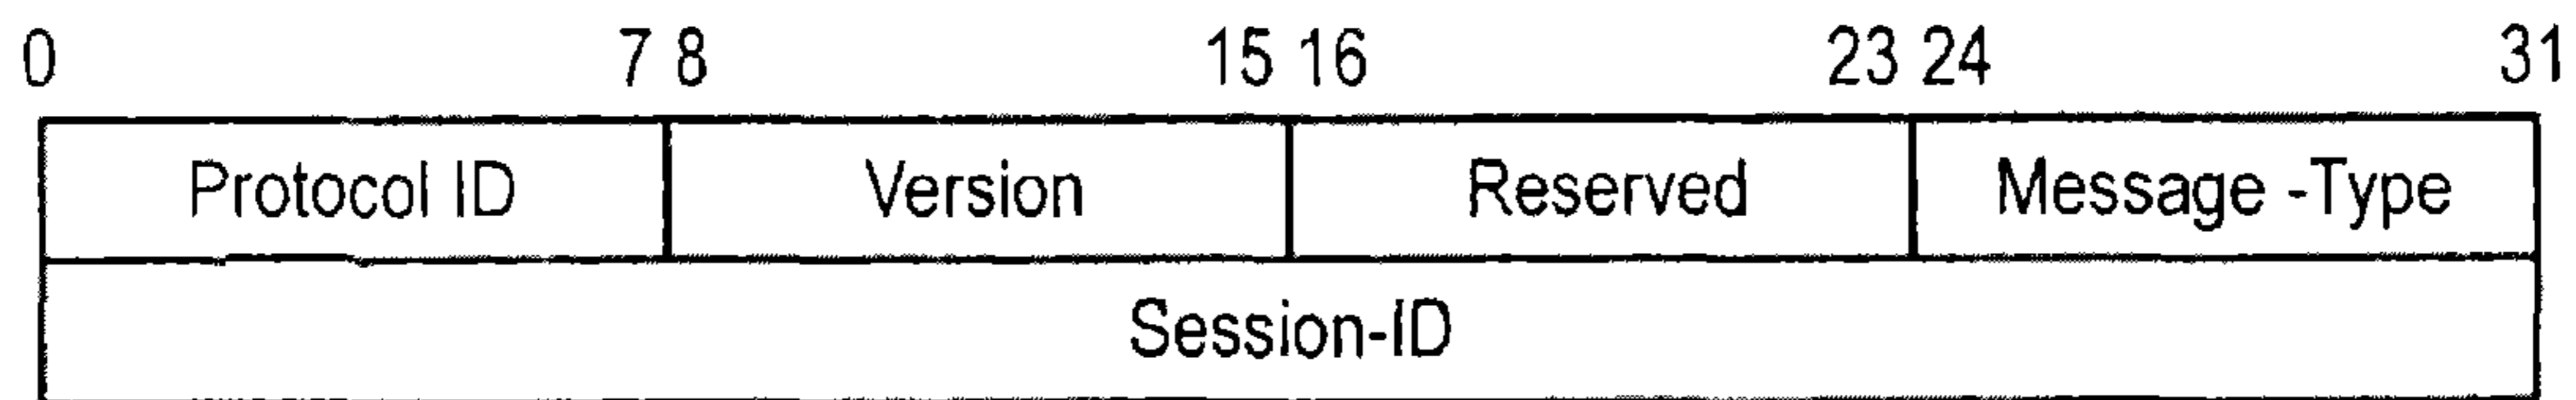 0 7 8 15 16 23 24 31
Protocol ID Version Reserved Message -Type
Session-ID